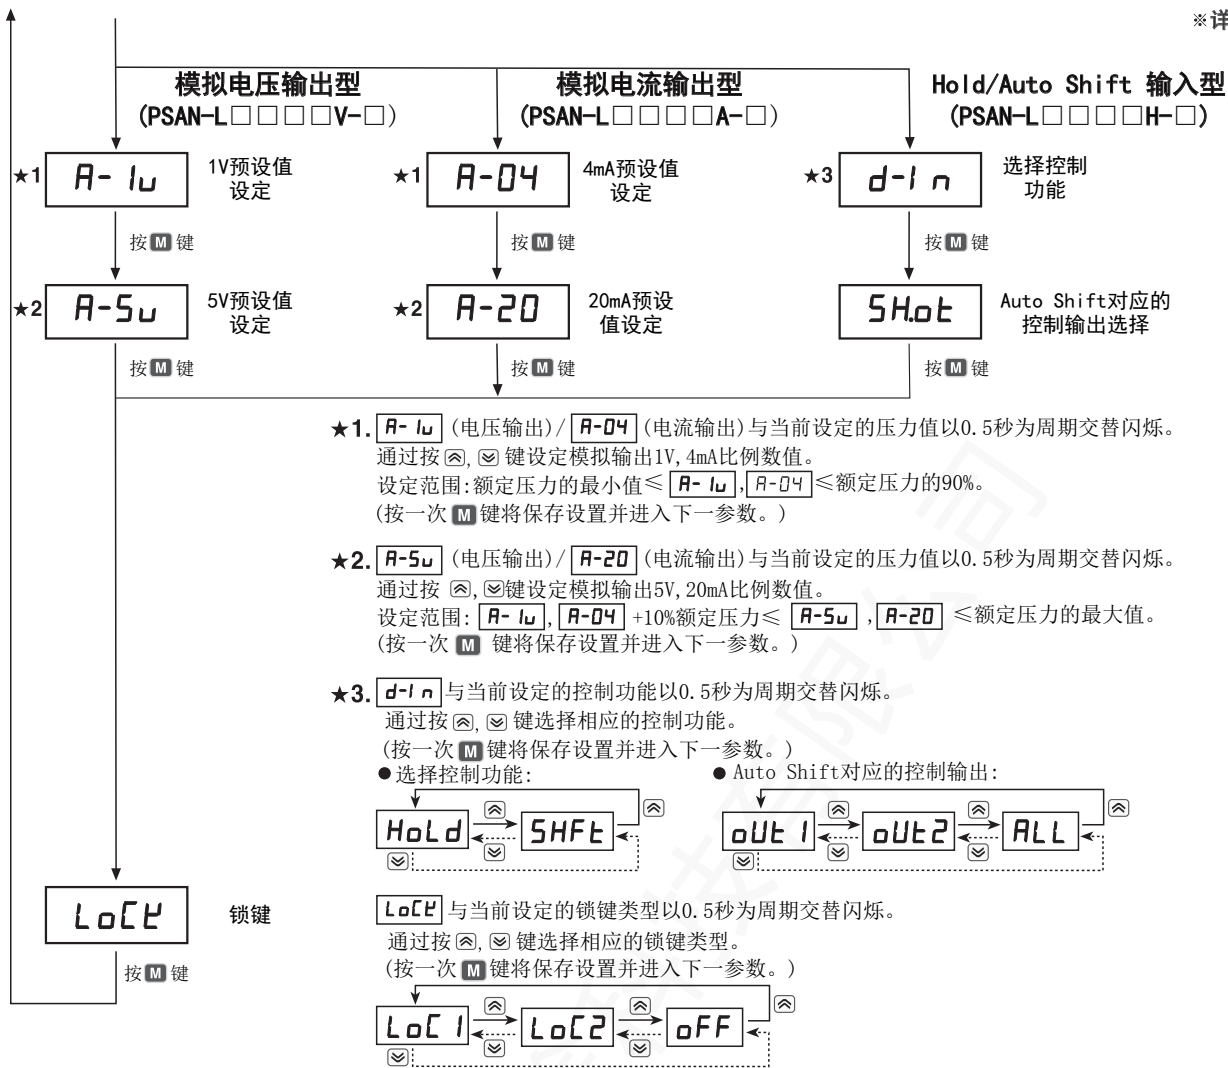 ※详
模拟电压输出型
(PSAN-L□□□□V-□)
模拟电流输出型
(PSAN-L□□□□A-□)
Hold/Auto Shift 输入型
(PSAN-L□□□□H-□)
★1 A-1v 1V预设值
设定
★1 A-04 4mA预设值
设定
★3 d-In 选择控制
功能
按 M 键
按 M 键
按 M 键
★2 A-5v 5V预设值
设定
★2 A-20 20mA预设
值设定
SH.ot Auto Shift对应的
控制输出选择
按 M 键
按 M 键
按 M 键
★1. A-1v (电压输出)/ A-04 (电流输出)与当前设定的压力值以0.5秒为周期交替闪烁。
通过按 , 键设定模拟输出1V,4mA比例数值。
设定范围:额定压力的最小值≤ A-1v , A-04 ≤额定压力的90%。
(按一次 M 键将保存设置并进入下一参数。)
★2. A-5v (电压输出)/ A-20 (电流输出)与当前设定的压力值以0.5秒为周期交替闪烁。
通过按 , 键设定模拟输出5V,20mA比例数值。
设定范围: A-1v , A-04 +10%额定压力≤ A-5v , A-20 ≤额定压力的最大值。
(按一次 M 键将保存设置并进入下一参数。)
★3. d-In 与当前设定的控制功能以0.5秒为周期交替闪烁。
通过按 , 键选择相应的控制功能。
(按一次 M 键将保存设置并进入下一参数。)
●选择控制功能:
● Auto Shift对应的控制输出:
HoLd SHFt
oUt1 oUt2 ALL
LoCK 锁键
LoCK 与当前设定的锁键类型以0.5秒为周期交替闪烁。
通过按 , 键选择相应的锁键类型。
(按一次 M 键将保存设置并进入下一参数。)
按 M 键
LoC1 LoC2 oFF